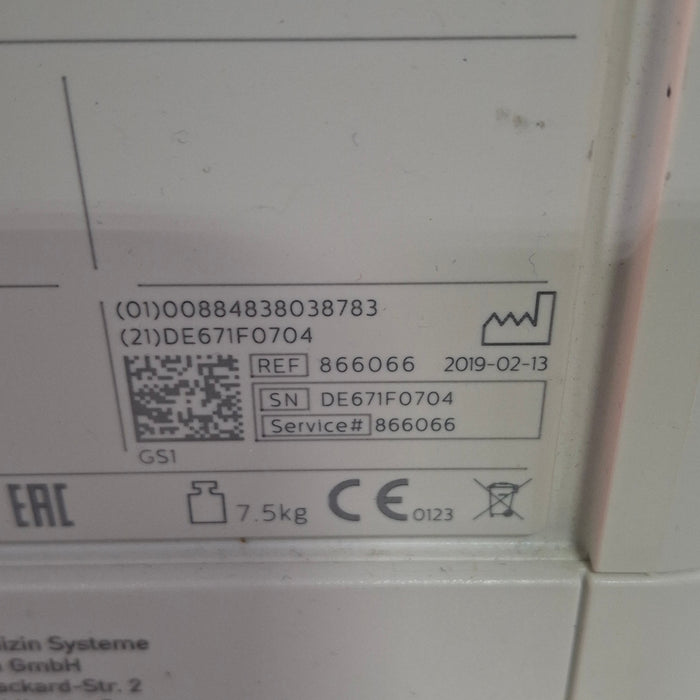 (01)00884838038783
(21)DE671F0704
REF 866066 2019-02-13
SN DE671F0704
Service# 866066
GS1
EAC 7.5kg CE 0123
izin Systeme
GmbH
ackard-Str. 2